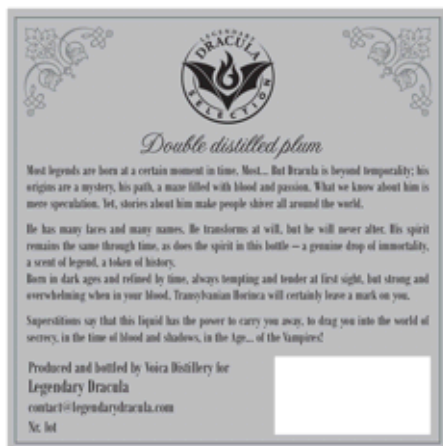 LEGENDARY
DRACULA
SELECTION
Double distilled plum
Most legends are born at a certain moment in time. Most... But Dracula is beyond temporality; his
origins are a mystery, his path, a maze filled with blood and passion. What we know about him is
mere speculation. Yet, stories about him make people shiver all around the world.
He has many faces and many names. He transforms at will, but he will never alter. His spirit
remains the same through time, as does the spirit in this bottle – a genuine drop of immortality,
a scent of legend, a token of history.
Born in dark ages and refined by time, always tempting and tender at first sight, but strong and
overwhelming when in your blood, Transylvanian Horinca will certainly leave a mark on you.
Superstitions say that this liquid has the power to carry you away, to drag you into the world of
secrecy, in the time of blood and shadows, in the Age... of the Vampires!
Produced and bottled by Voica Distillery for
Legendary Dracula
contact@legendarydracula.com
Nr. lot